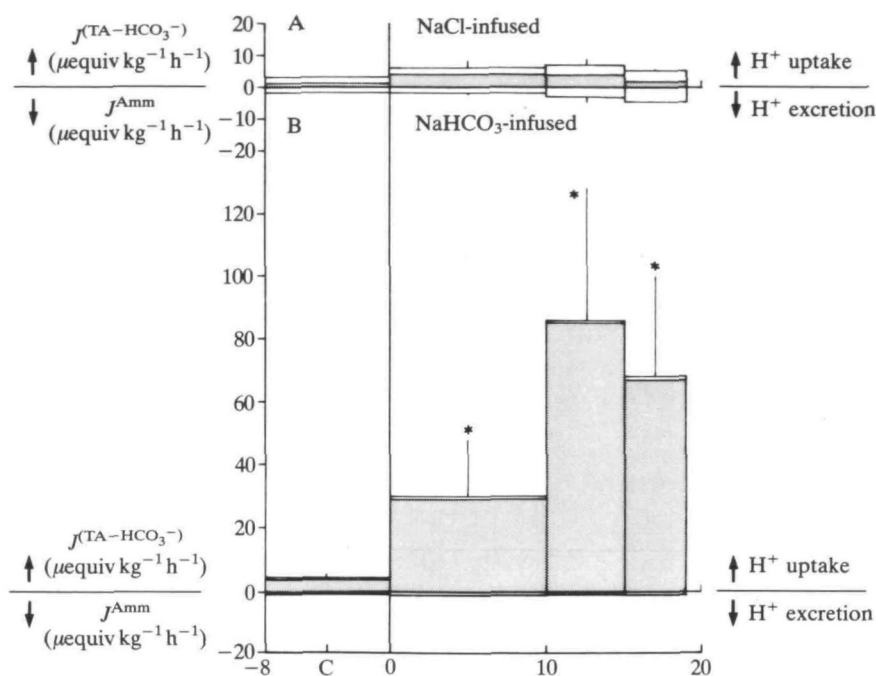 A NaCl-infused
J(TA−HCO₃⁻)
(μequiv kg⁻¹ h⁻¹)
J^Amm
(μequiv kg⁻¹ h⁻¹)
20
10
0
−10
−20
H⁺ uptake
H⁺ excretion
B NaHCO₃-infused
120
100
80
60
40
20
0
−20
*
*
*
J(TA−HCO₃⁻)
(μequiv kg⁻¹ h⁻¹)
J^Amm
(μequiv kg⁻¹ h⁻¹)
H⁺ uptake
H⁺ excretion
−8 C 0 10 20